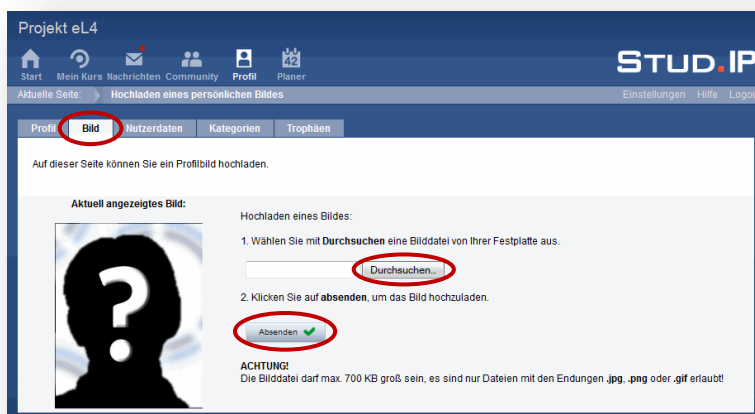 Projekt eL4
42
Start Mein Kurs Nachrichten Community Profil Planer
STUD.IP
Aktuelle Seite: Hochladen eines persönlichen Bildes
Einstellungen Hilfe Logou
Profil Bild Nutzerdaten Kategorien Trophäen
Auf dieser Seite können Sie ein Profilbild hochladen.
Aktuell angezeigtes Bild:
?
Hochladen eines Bildes:
1. Wählen Sie mit Durchsuchen eine Bilddatei von Ihrer Festplatte aus.
Durchsuchen...
2. Klicken Sie auf absenden, um das Bild hochzuladen.
Absenden
ACHTUNG!
Die Bilddatei darf max. 700 KB groß sein, es sind nur Dateien mit den Endungen .jpg, .png oder .gif erlaubt!